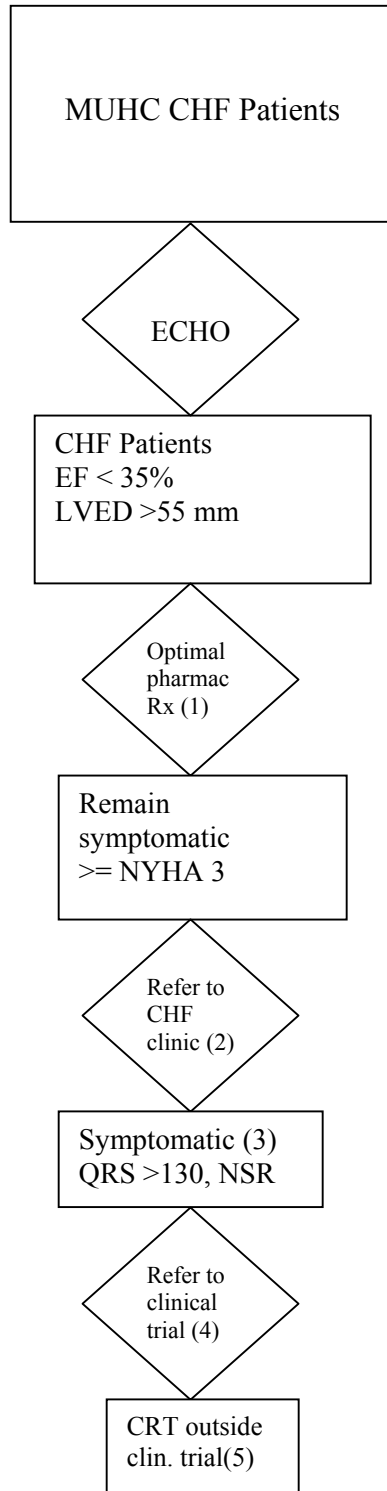 MUHC CHF Patients
ECHO
CHF Patients
EF < 35%
LVED >55 mm
Optimal
pharmac
Rx (1)
Remain
symptomatic
>= NYHA 3
Refer to
CHF
clinic (2)
Symptomatic (3)
QRS >130, NSR
Refer to
clinical
trial (4)
CRT outside
clin. trial(5)